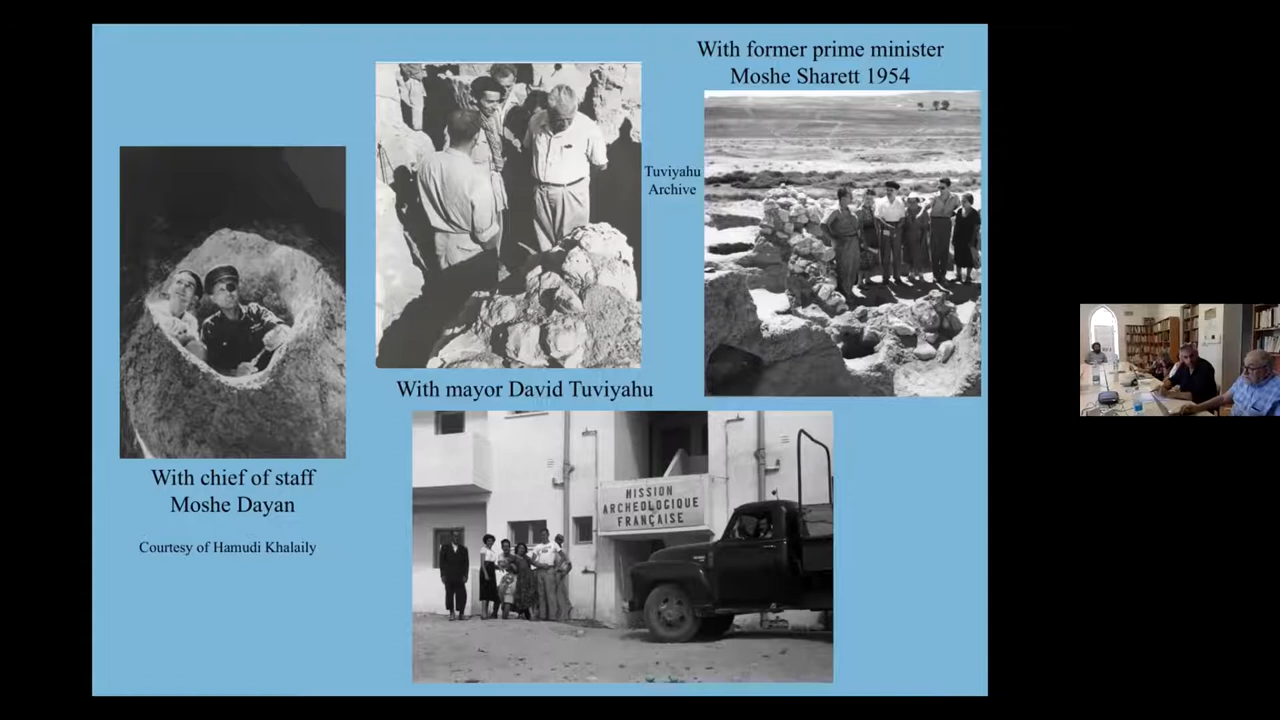 With former prime minister
Moshe Sharett 1954
Tuviyahu
Archive
With mayor David Tuviyahu
With chief of staff
Moshe Dayan
Courtesy of Hamudi Khalaily
MISSION
ARCHEOLOGIQUE
FRANÇAISE